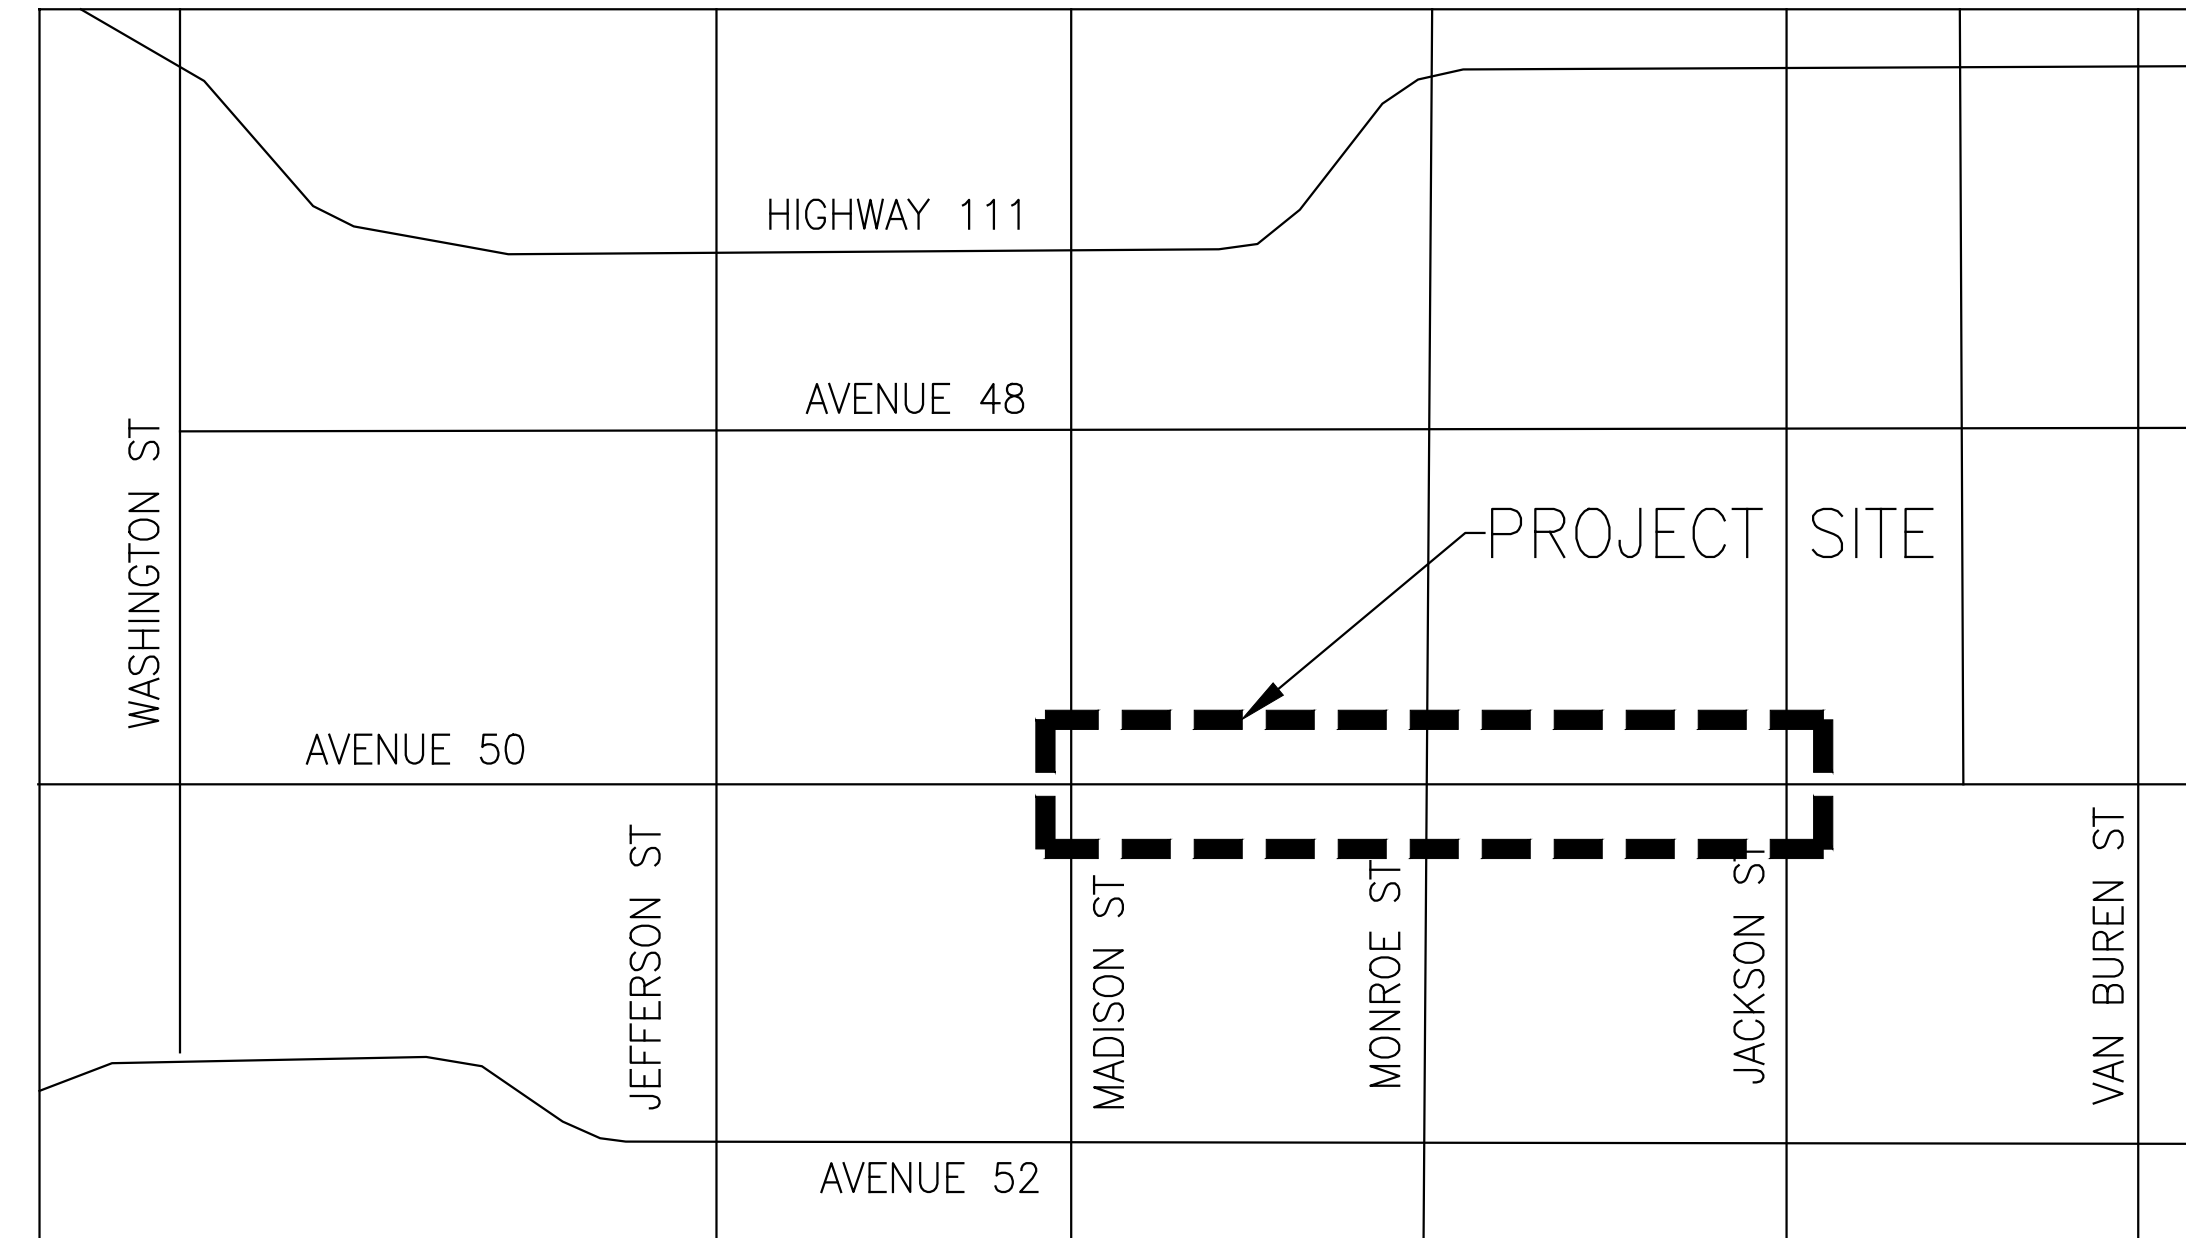 HIGHWAY 111
AVENUE 48
WASHINGTON ST
PROJECT SITE
AVENUE 50
JEFFERSON ST
MADISON ST
MONROE ST
JACKSON ST
VAN BUREN ST
AVENUE 52